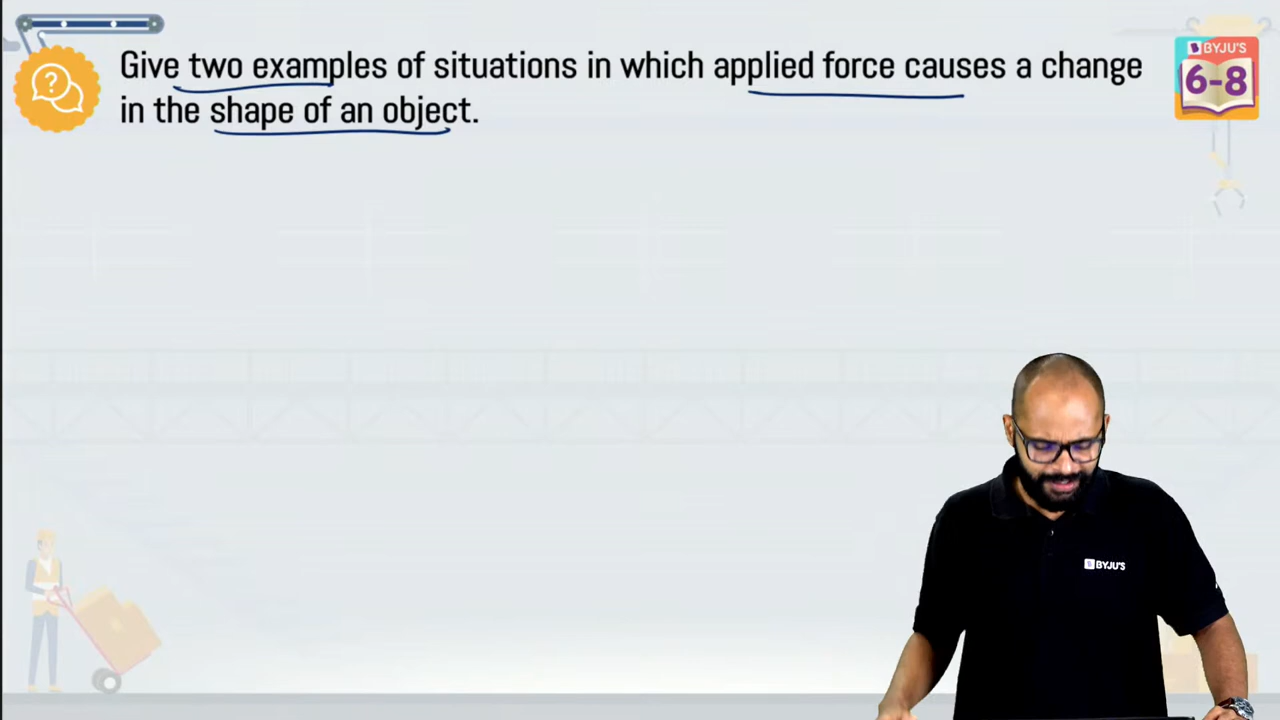 Give two examples of situations in which applied force causes a change
in the shape of an object.
BYJU'S
6-8
?
BYJU'S